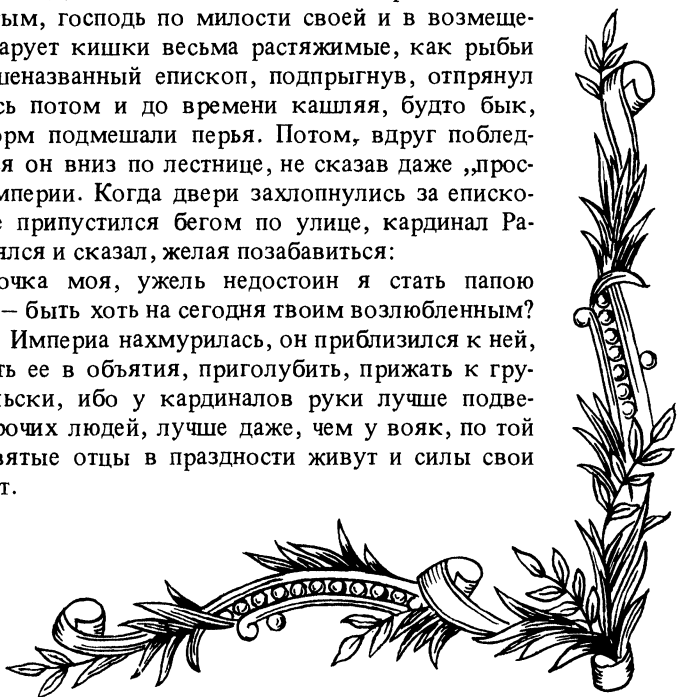 ым, господь по милости своей и в возмеще-
арует кишки весьма растяжимые, как рыбьи
шеназванный епископ, подпрыгнув, отпрянул
сь потом и до времени кашляя, будто бык,
орм подмешали перья. Потом, вдруг поблед-
я он вниз по лестнице, не сказав даже „прос-
мперии. Когда двери захлопнулись за еписко-
е припустился бегом по улице, кардинал Ра-
ялся и сказал, желая позабавиться:
очка моя, ужель недостоин я стать папою
– быть хоть на сегодня твоим возлюбленным?
Империа нахмурилась, он приблизился к ней,
ть ее в объятия, приголубить, прижать к гру-
льски, ибо у кардиналов руки лучше подве-
рочих людей, лучше даже, чем у вояк, по той
вятые отцы в праздности живут и силы свои
т.